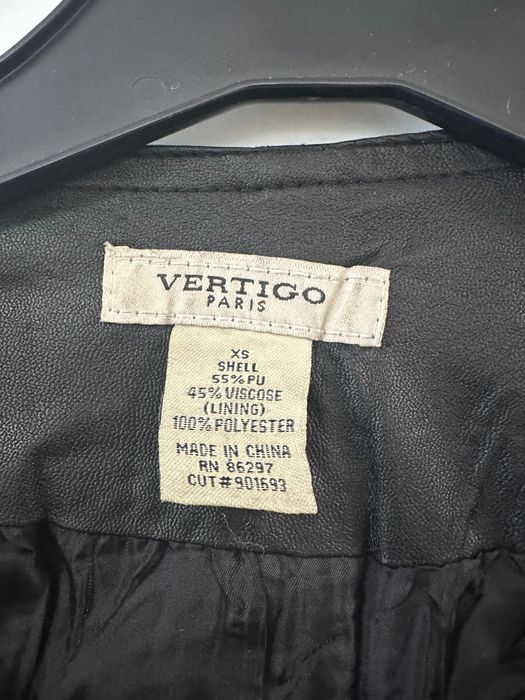 VERTIGO
PARIS
XS
SHELL
55% PU
45% VISCOSE
(LINING)
100% POLYESTER
MADE IN CHINA
RN 86297
CUT# 901693